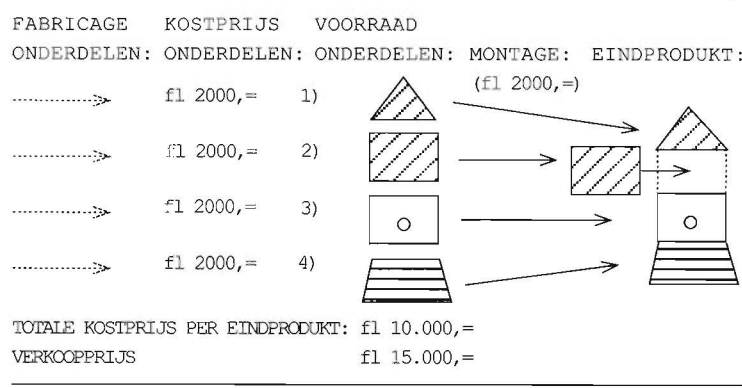 FABRICAGE KOSTPRIJS VOORRAAD
ONDERDELEN: ONDERDELEN: ONDERDELEN: MONTAGE: EINDPRODUKT:
fl 2000,= 1) (fl 2000,=)
fl 2000,= 2)
fl 2000,= 3)
fl 2000,= 4)
TOTALE KOSTPRIJS PER EINDPRODUKT: fl 10.000,=
VERKOOPPRIJS fl 15.000,=